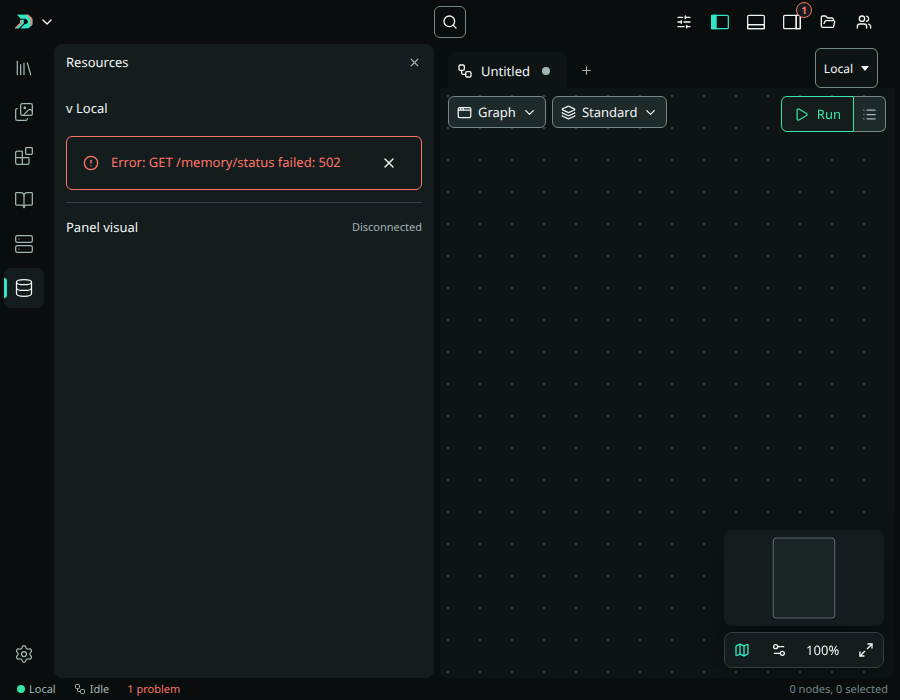 1
Resources
Untitled
Local
v Local
Graph
Standard
Run
Error: GET /memory/status failed: 502
Panel visual
Disconnected
100%
Local
Idle
1 problem
0 nodes, 0 selected